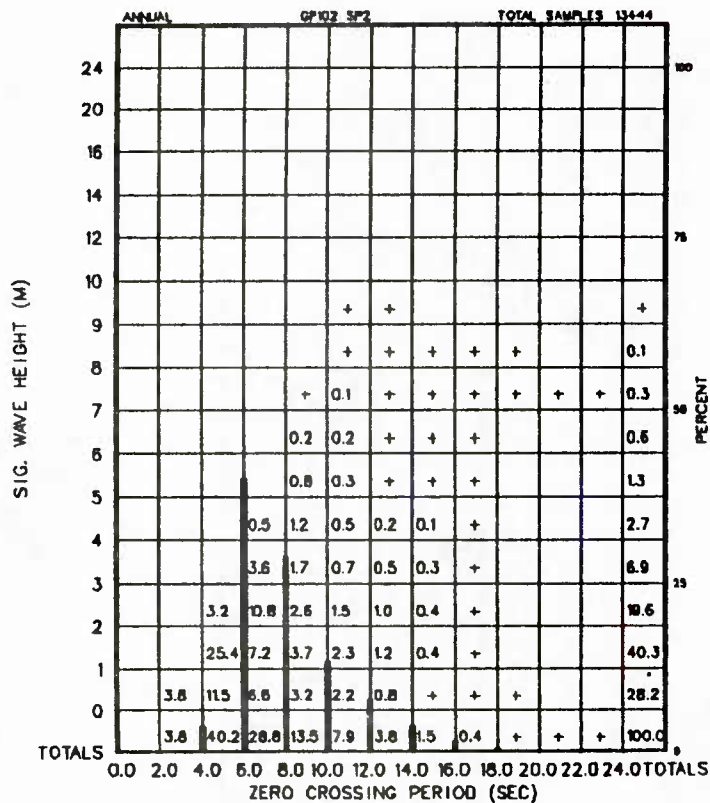 ANNUAL GP102 SP2 TOTAL SAMPLES 13444
24 100
20
16
14
12 75
10
+ + +
9
+ + + + + 0.1
8
+ 0.1 + + + + + + 0.3
7 50
0.2 0.2 + + + 0.6
6
0.8 0.3 + + + 1.3
5
0.5 1.2 0.5 0.2 0.1 + 2.7
4
3.6 1.7 0.7 0.5 0.3 + 6.9
3 25
3.2 10.8 2.6 1.5 1.0 0.4 + 19.6
2
25.4 7.2 3.7 2.3 1.2 0.4 + 40.3
1
3.8 11.5 6.6 3.2 2.2 0.8 + + + 28.2
0
3.8 40.2 28.8 13.5 7.9 3.8 1.5 0.4 + + + 100.0
TOTALS 0
0.0 2.0 4.0 6.0 8.0 10.0 12.0 14.0 16.0 18.0 20.0 22.0 24.0 TOTALS
ZERO CROSSING PERIOD (SEC)
SIG. WAVE HEIGHT (M)
PERCENT